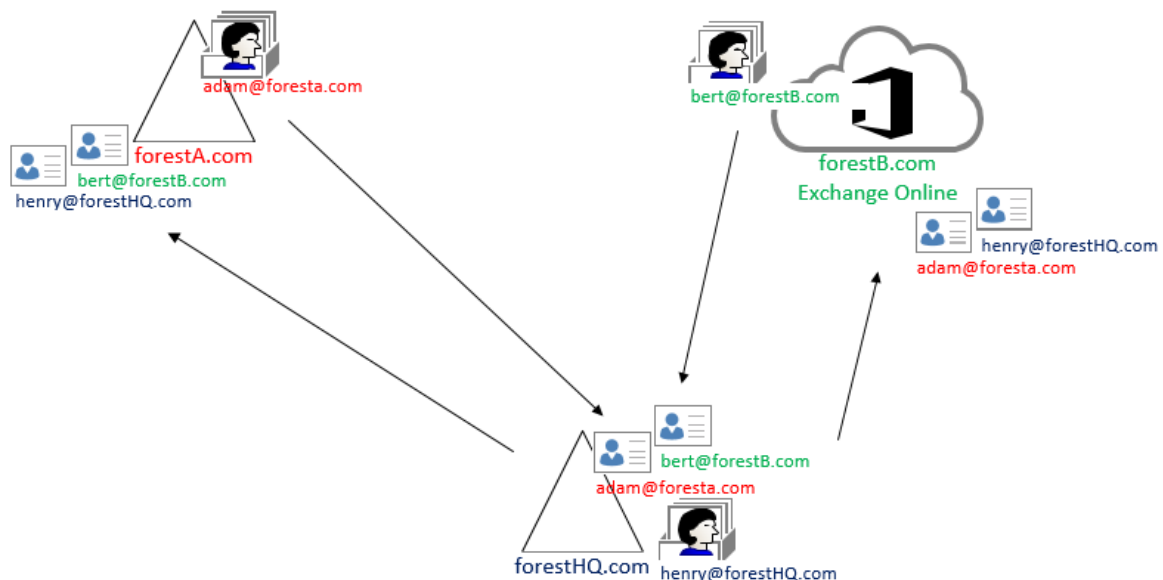 adam@foresta.com
forestA.com
bert@forestB.com
henry@forestHQ.com
bert@forestB.com
forestB.com
Exchange Online
henry@forestHQ.com
adam@foresta.com
bert@forestB.com
adam@foresta.com
forestHQ.com
henry@forestHQ.com